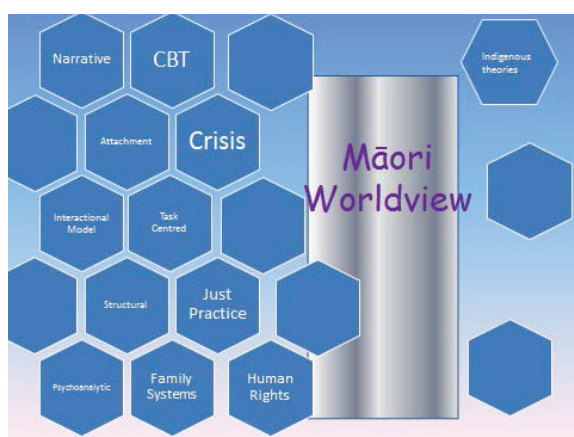 Narrative
CBT
Indigenous
theories
Attachment
Crisis
Māori
Worldview
Interactional
Model
Task
Centred
Structural
Just
Practice
Psychoanalytic
Family
Systems
Human
Rights